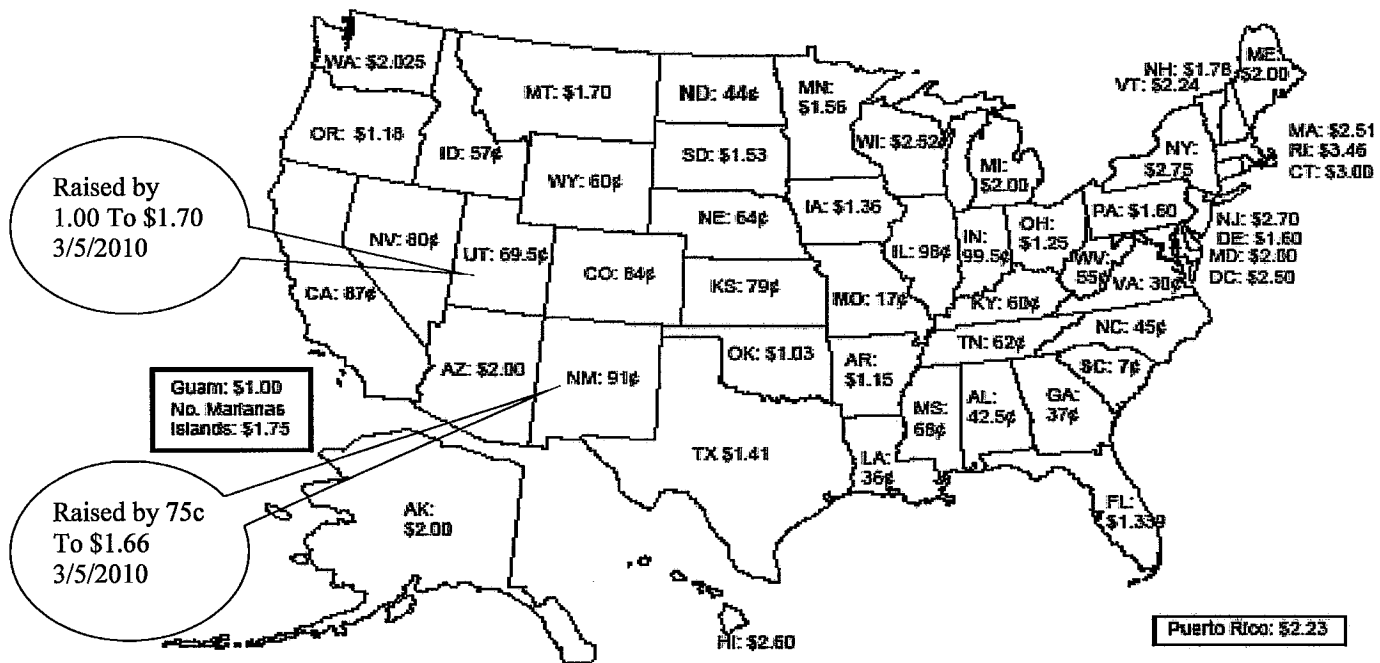 WA: $2.025
MT: $1.70
ND: 44¢
MN:
$1.56
NH: $1.78
VT: $2.24
ME:
$2.00
OR: $1.18
ID: 57¢
SD: $1.53
WI: $2.52
MI:
$2.00
NY:
$2.75
MA: $2.51
RI: $3.46
CT: $3.00
Raised by
1.00 To $1.70
3/5/2010
WY: 60¢
NE: 64¢
IA: $1.36
PA: $1.60
NJ: $2.70
DE: $1.60
MD: $2.00
DC: $2.50
NV: 80¢
UT: 69.5¢
CO: 84¢
KS: 79¢
MO: 17¢
IL: 98¢
IN:
99.5¢
OH:
$1.25
WV:
55¢
VA: 30¢
KY: 60¢
CA: 87¢
NC: 45¢
TN: 62¢
SC: 7¢
AZ: $2.00
NM: 91¢
OK: $1.03
AR:
$1.15
MS:
68¢
AL:
42.5¢
GA:
37¢
Guam: $1.00
No. Marianas
Islands: $1.75
TX $1.41
LA:
36¢
FL:
$1.339
Raised by 75c
To $1.66
3/5/2010
AK:
$2.00
HI: $2.60
Puerto Rico: $2.23